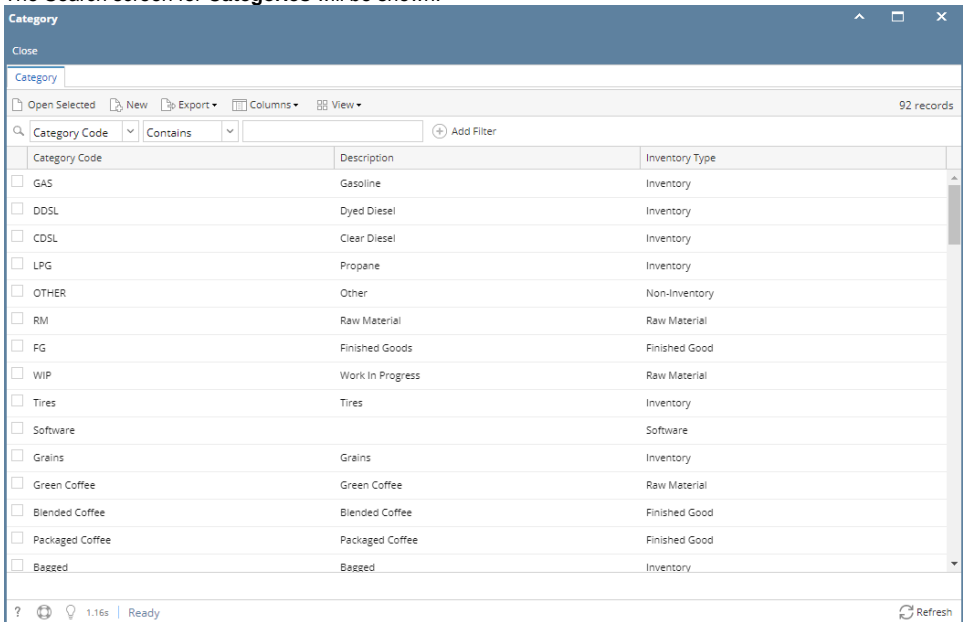 The Search screen for Categories will be shown.
Category
Close
Category
Open Selected New Export Columns View 92 records
Category Code Contains Add Filter
Category Code Description Inventory Type
GAS Gasoline Inventory
DDSL Dyed Diesel Inventory
CDSL Clear Diesel Inventory
LPG Propane Inventory
OTHER Other Non-Inventory
RM Raw Material Raw Material
FG Finished Goods Finished Good
WIP Work In Progress Raw Material
Tires Tires Inventory
Software Software
Grains Grains Inventory
Green Coffee Green Coffee Raw Material
Blended Coffee Blended Coffee Finished Good
Packaged Coffee Packaged Coffee Finished Good
Bagged Bagged Inventory
? 1.16s Ready Refresh